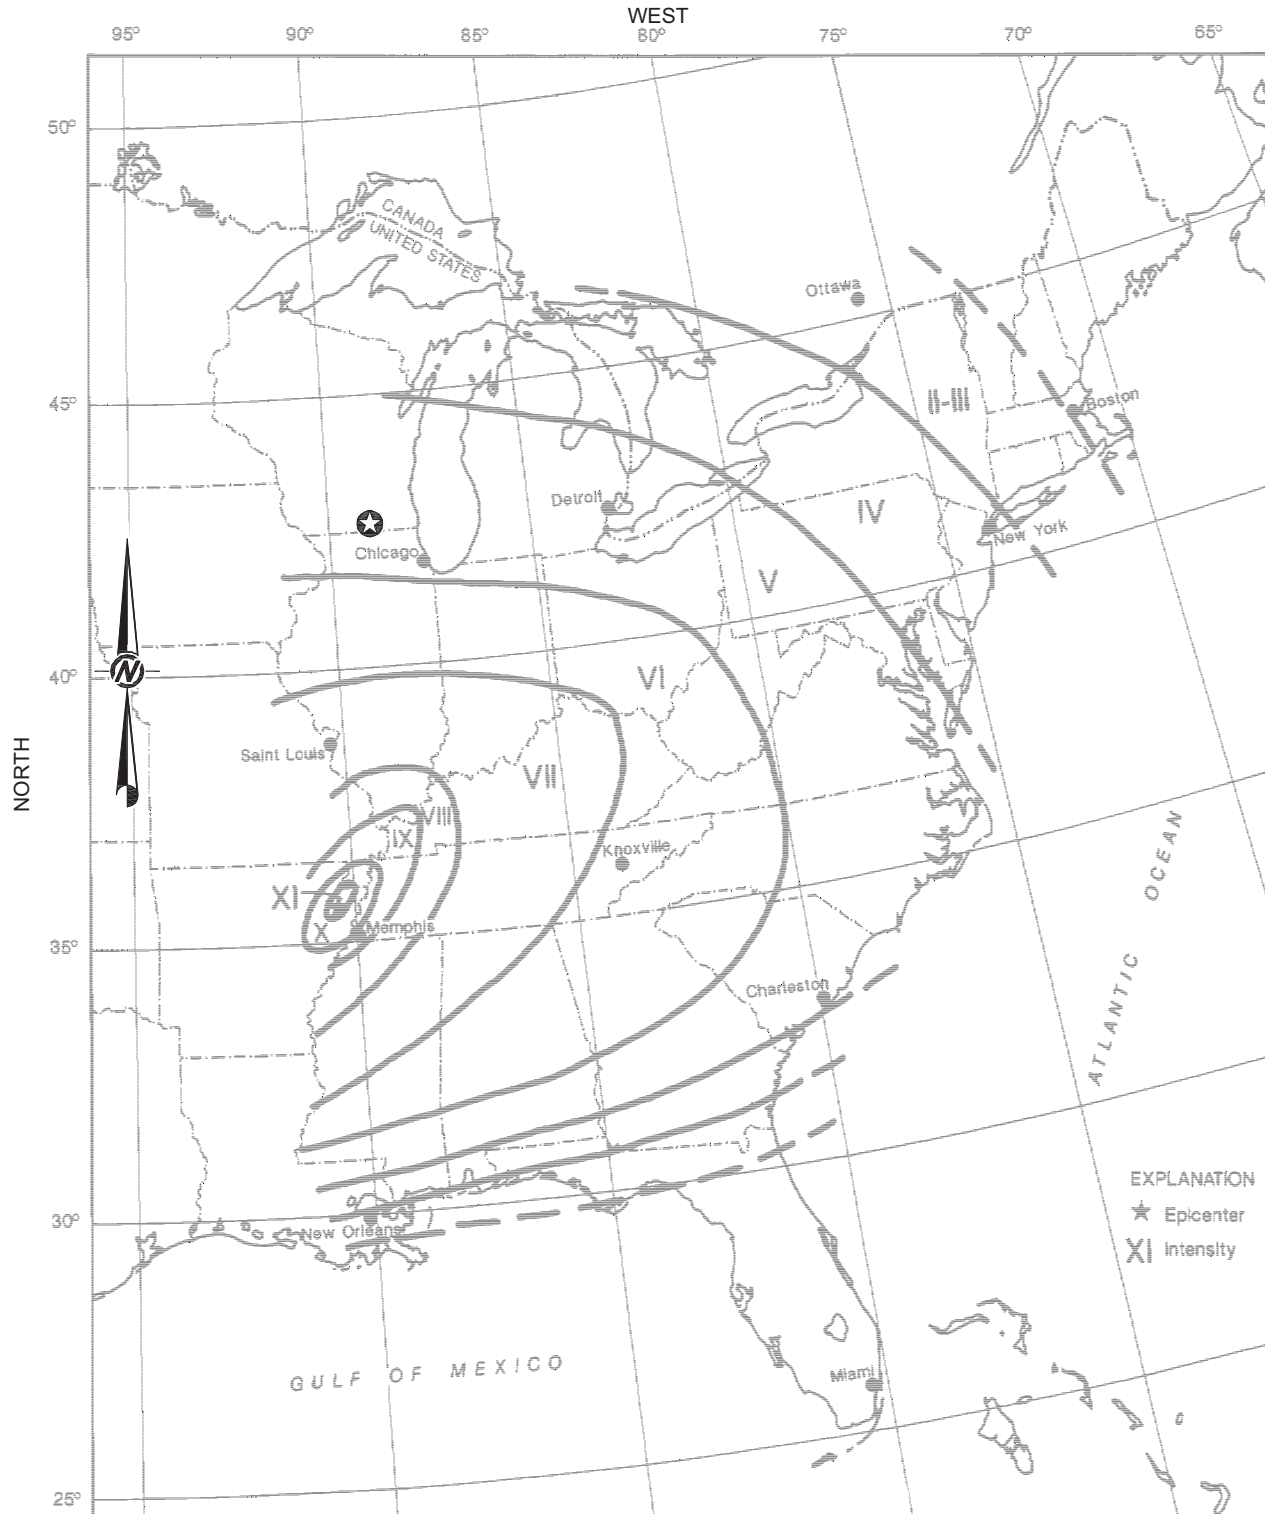 WEST
95° 90° 85° 80° 75° 70° 65°
50°
CANADA
UNITED STATES
Ottawa
45°
II-III
Boston
Detroit
IV
New York
Chicago
V
N
40°
VI
Saint Louis
VII
NORTH
VIII
IX
Knoxville
XI
X
Memphis
35°
Charleston
ATLANTIC OCEAN
30°
New Orleans
EXPLANATION
Epicenter
XI Intensity
GULF OF MEXICO
Miami
25°